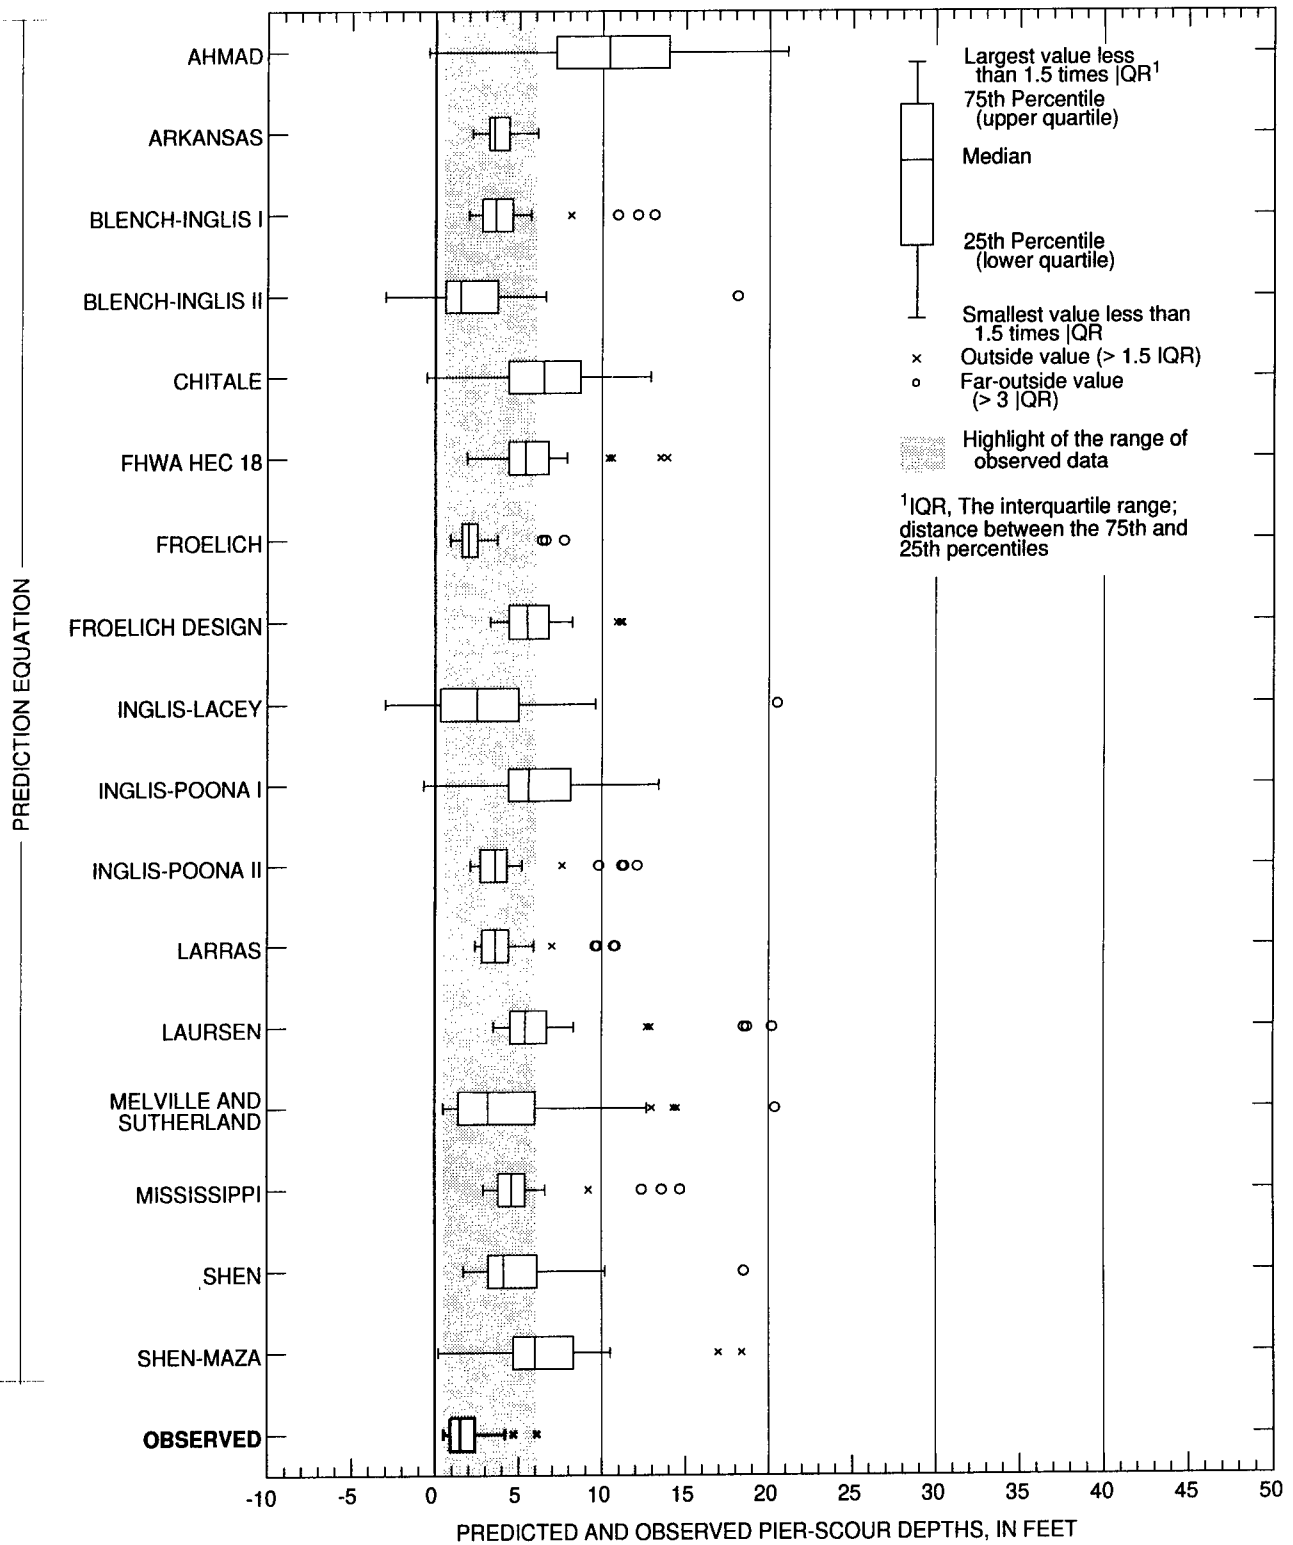 PREDICTION EQUATION
AHMAD
ARKANSAS
BLENCH-INGLIS I
BLENCH-INGLIS II
CHITALE
FHWA HEC 18
FROELICH
FROELICH DESIGN
INGLIS-LACEY
INGLIS-POONA I
INGLIS-POONA II
LARRAS
LAURSEN
MELVILLE AND
SUTHERLAND
MISSISSIPPI
SHEN
SHEN-MAZA
OBSERVED
Largest value less
than 1.5 times |QR¹
75th Percentile
(upper quartile)
Median
25th Percentile
(lower quartile)
Smallest value less than
1.5 times |QR
Outside value (> 1.5 IQR)
Far-outside value
(> 3 |QR)
Highlight of the range of
observed data
¹IQR, The interquartile range;
distance between the 75th and
25th percentiles
-10 -5 0 5 10 15 20 25 30 35 40 45 50
PREDICTED AND OBSERVED PIER-SCOUR DEPTHS, IN FEET